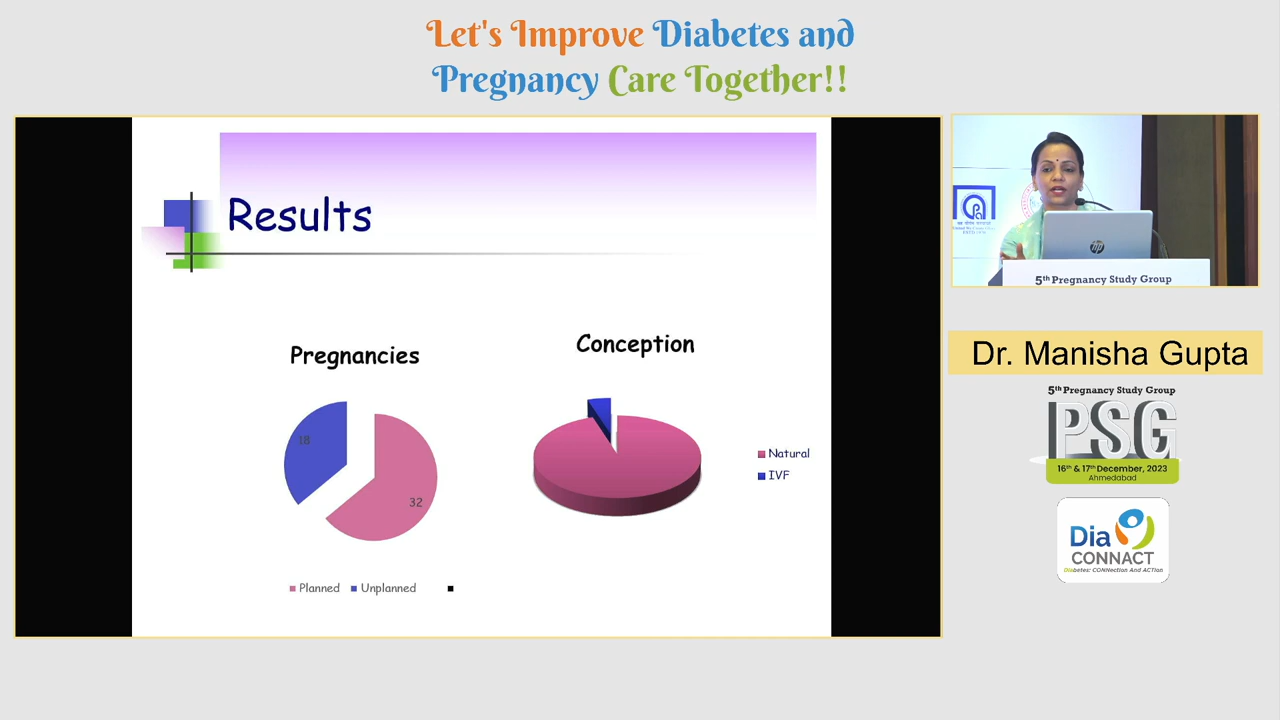 Let's Improve Diabetes and
Pregnancy Care Together!!
Results
Pregnancies
18
32
Planned
Unplanned
Conception
Natural
IVF
hp
5th Pregnancy Study Group
Dr. Manisha Gupta
5th Pregnancy Study Group
PSG
16th & 17th December, 2023
Ahmedabad
Dia
CONNACT
Diabetes: CONNection And ACTion